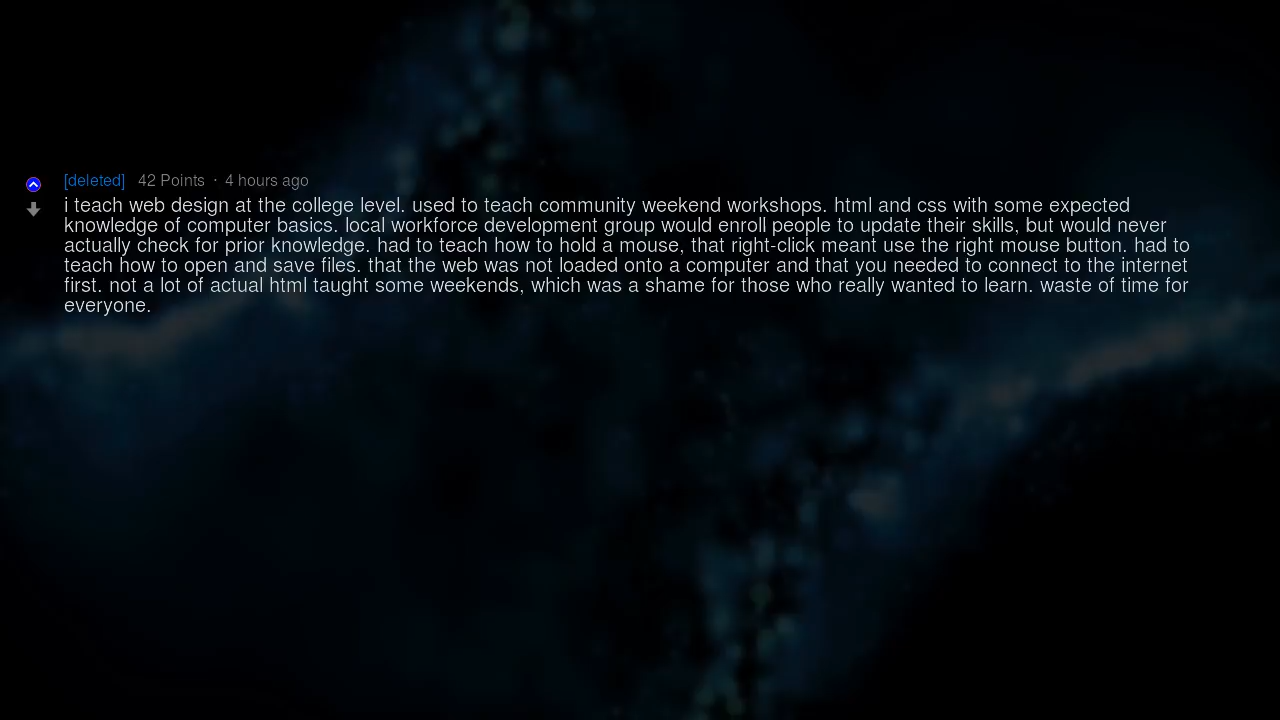 [deleted] 42 Points · 4 hours ago
i teach web design at the college level. used to teach community weekend workshops. html and css with some expected
knowledge of computer basics. local workforce development group would enroll people to update their skills, but would never
actually check for prior knowledge. had to teach how to hold a mouse, that right-click meant use the right mouse button. had to
teach how to open and save files. that the web was not loaded onto a computer and that you needed to connect to the internet
first. not a lot of actual html taught some weekends, which was a shame for those who really wanted to learn. waste of time for
everyone.